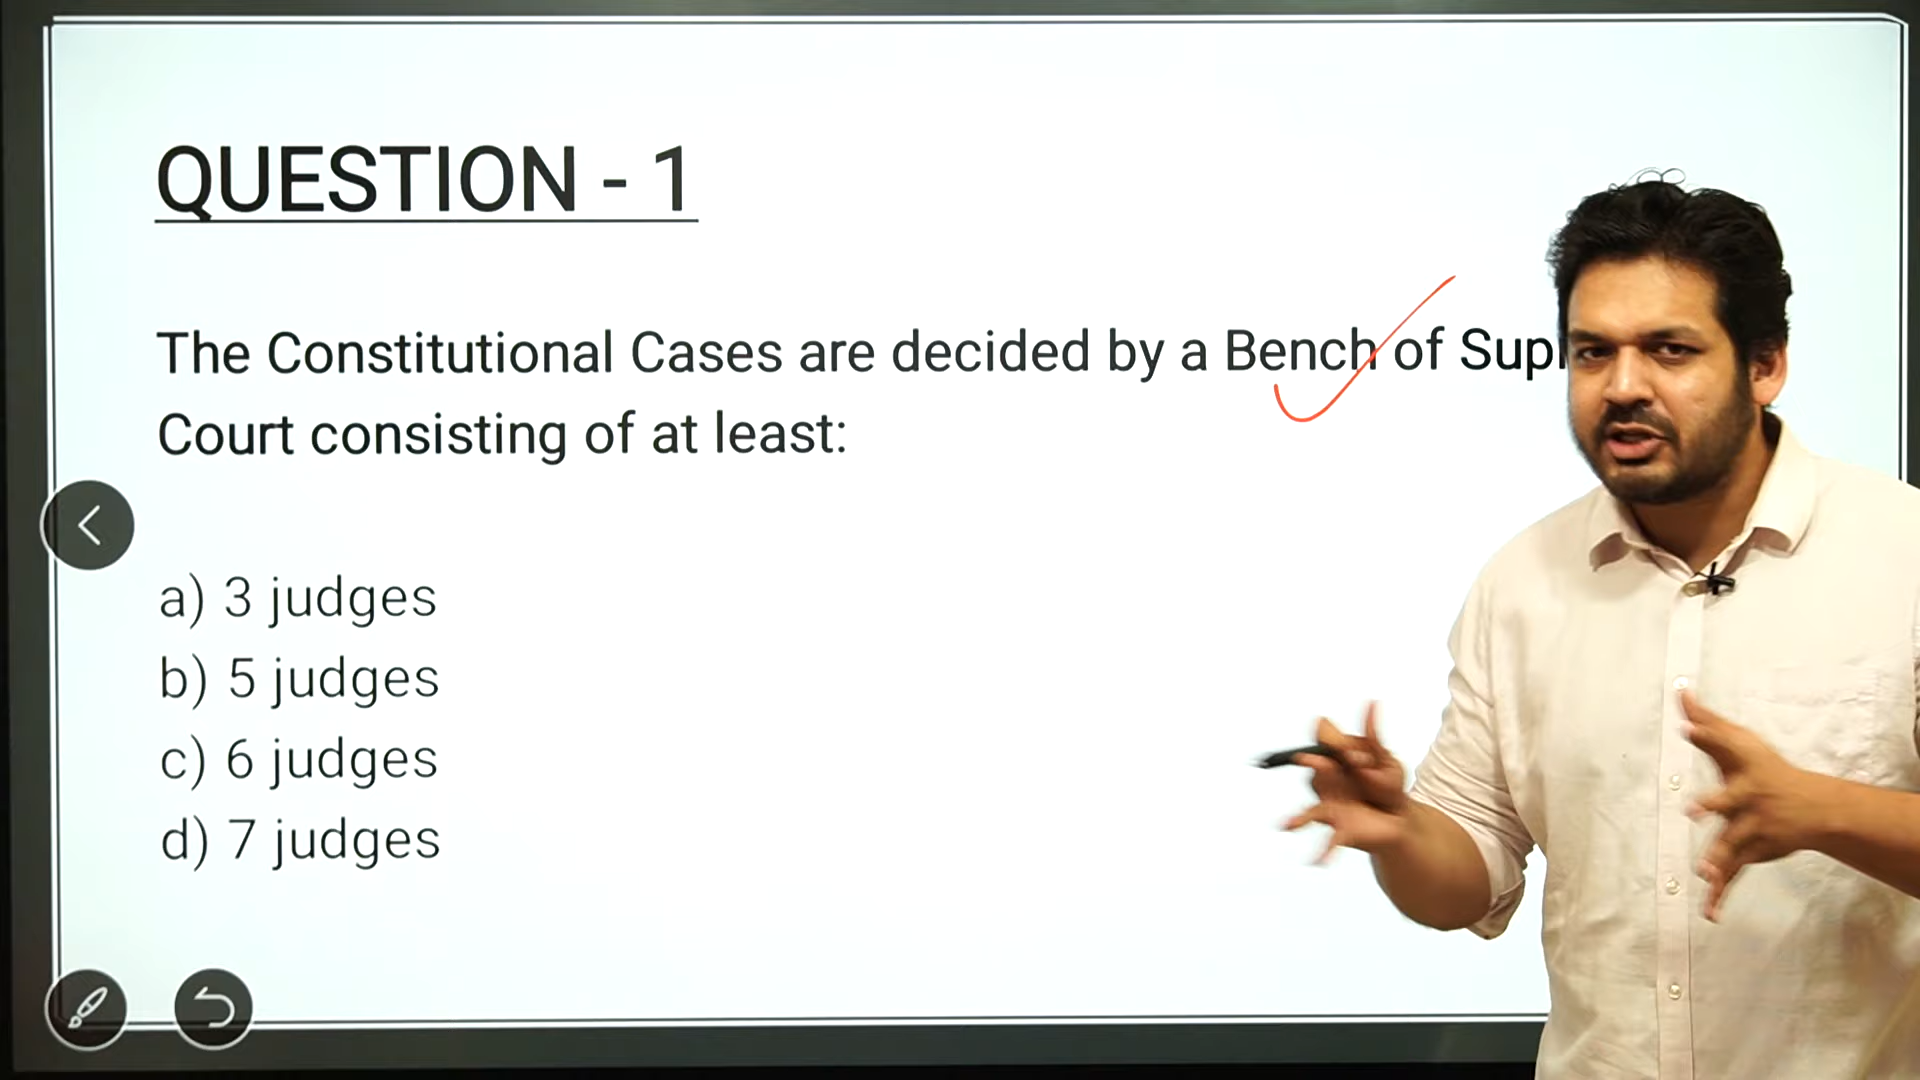 QUESTION - 1
The Constitutional Cases are decided by a Bench of
Court consisting of at least:
a) 3 judges
b) 5 judges
c) 6 judges
d) 7 judges